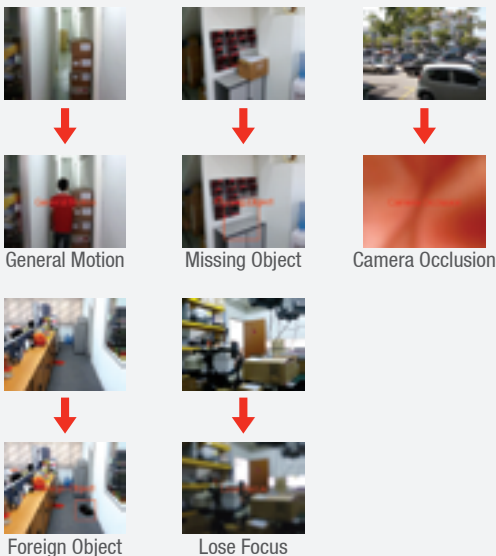 General Motion
Missing Object
Camera Occlusion
Foreign Object
Lose Focus